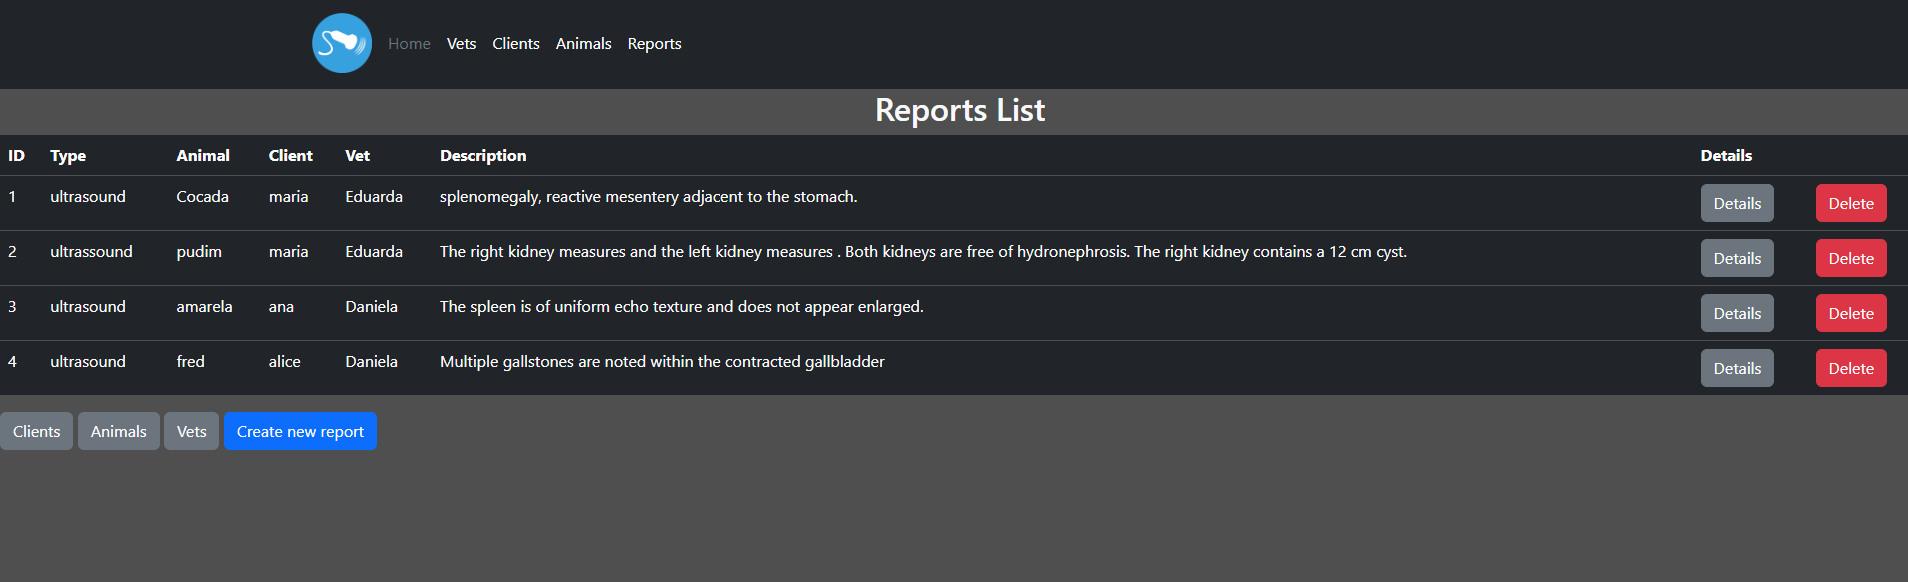 Home Vets Clients Animals Reports
Reports List
ID Type Animal Client Vet Description Details
1 ultrasound Cocada maria Eduarda splenomegaly, reactive mesentery adjacent to the stomach. Details Delete
2 ultrassound pudim maria Eduarda The right kidney measures and the left kidney measures . Both kidneys are free of hydronephrosis. The right kidney contains a 12 cm cyst. Details Delete
3 ultrasound amarela ana Daniela The spleen is of uniform echo texture and does not appear enlarged. Details Delete
4 ultrasound fred alice Daniela Multiple gallstones are noted within the contracted gallbladder Details Delete
Clients Animals Vets Create new report